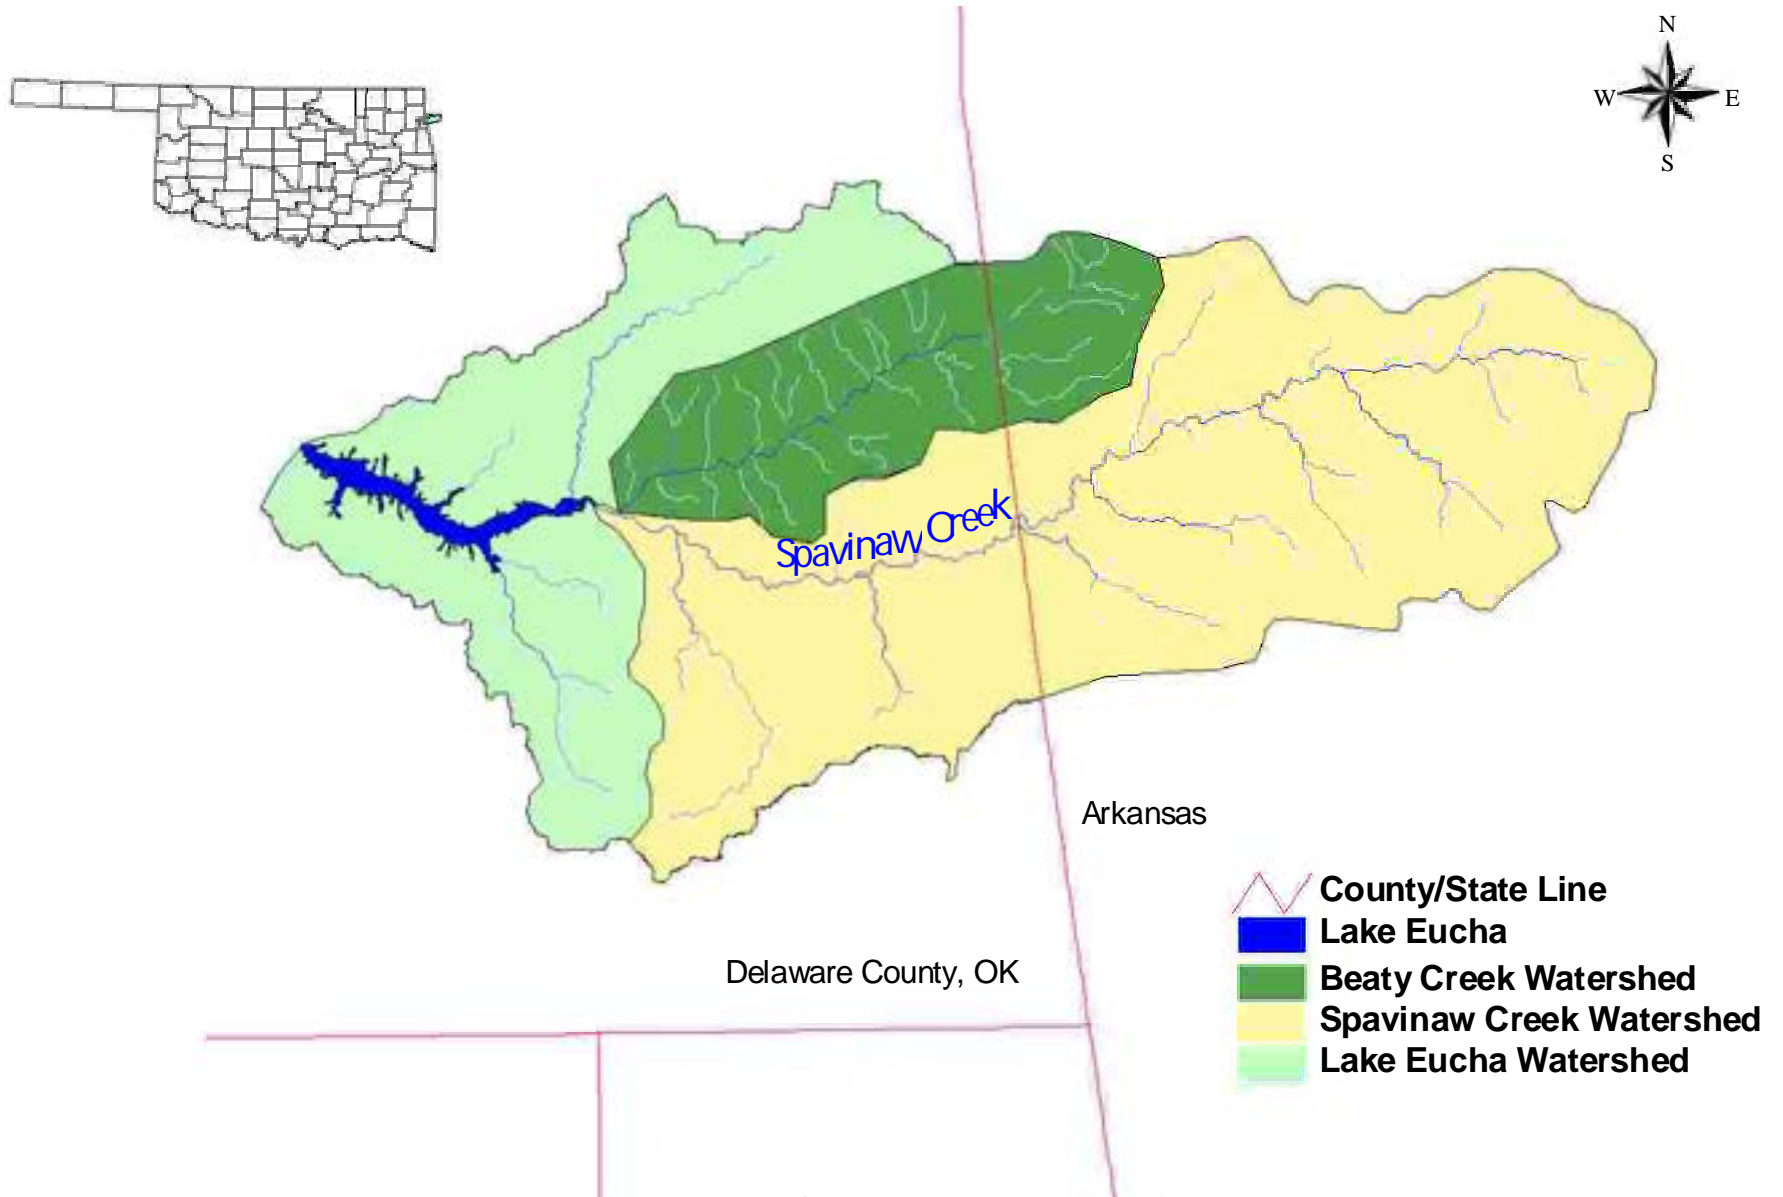 N
W E
S
Spavinaw Creek
Arkansas
Delaware County, OK
County/State Line
Lake Eucha
Beaty Creek Watershed
Spavinaw Creek Watershed
Lake Eucha Watershed